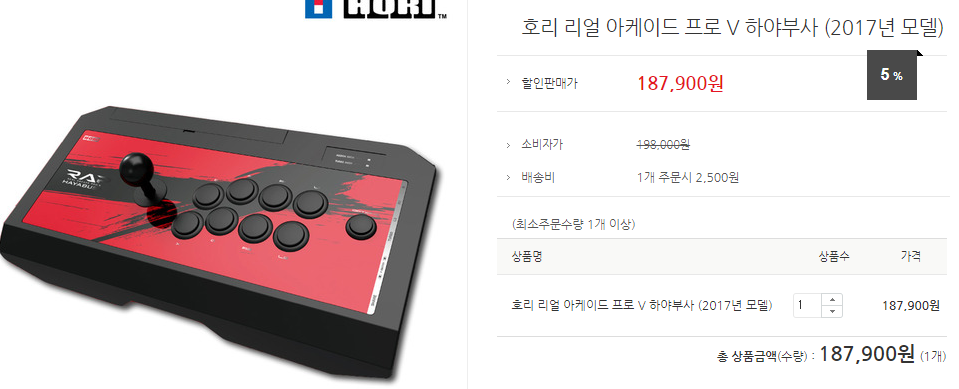 HORI™
호리 리얼 아케이드 프로 V 하야부사 (2017년 모델)
5 %
할인판매가 187,900원
소비자가 198,000원
배송비 1개 주문시 2,500원
(최소주문수량 1개 이상)
상품명 상품수 가격
호리 리얼 아케이드 프로 V 하야부사 (2017년 모델) 1 187,900원
총 상품금액(수량) : 187,900원 (1개)
RAP
HAYABUSA